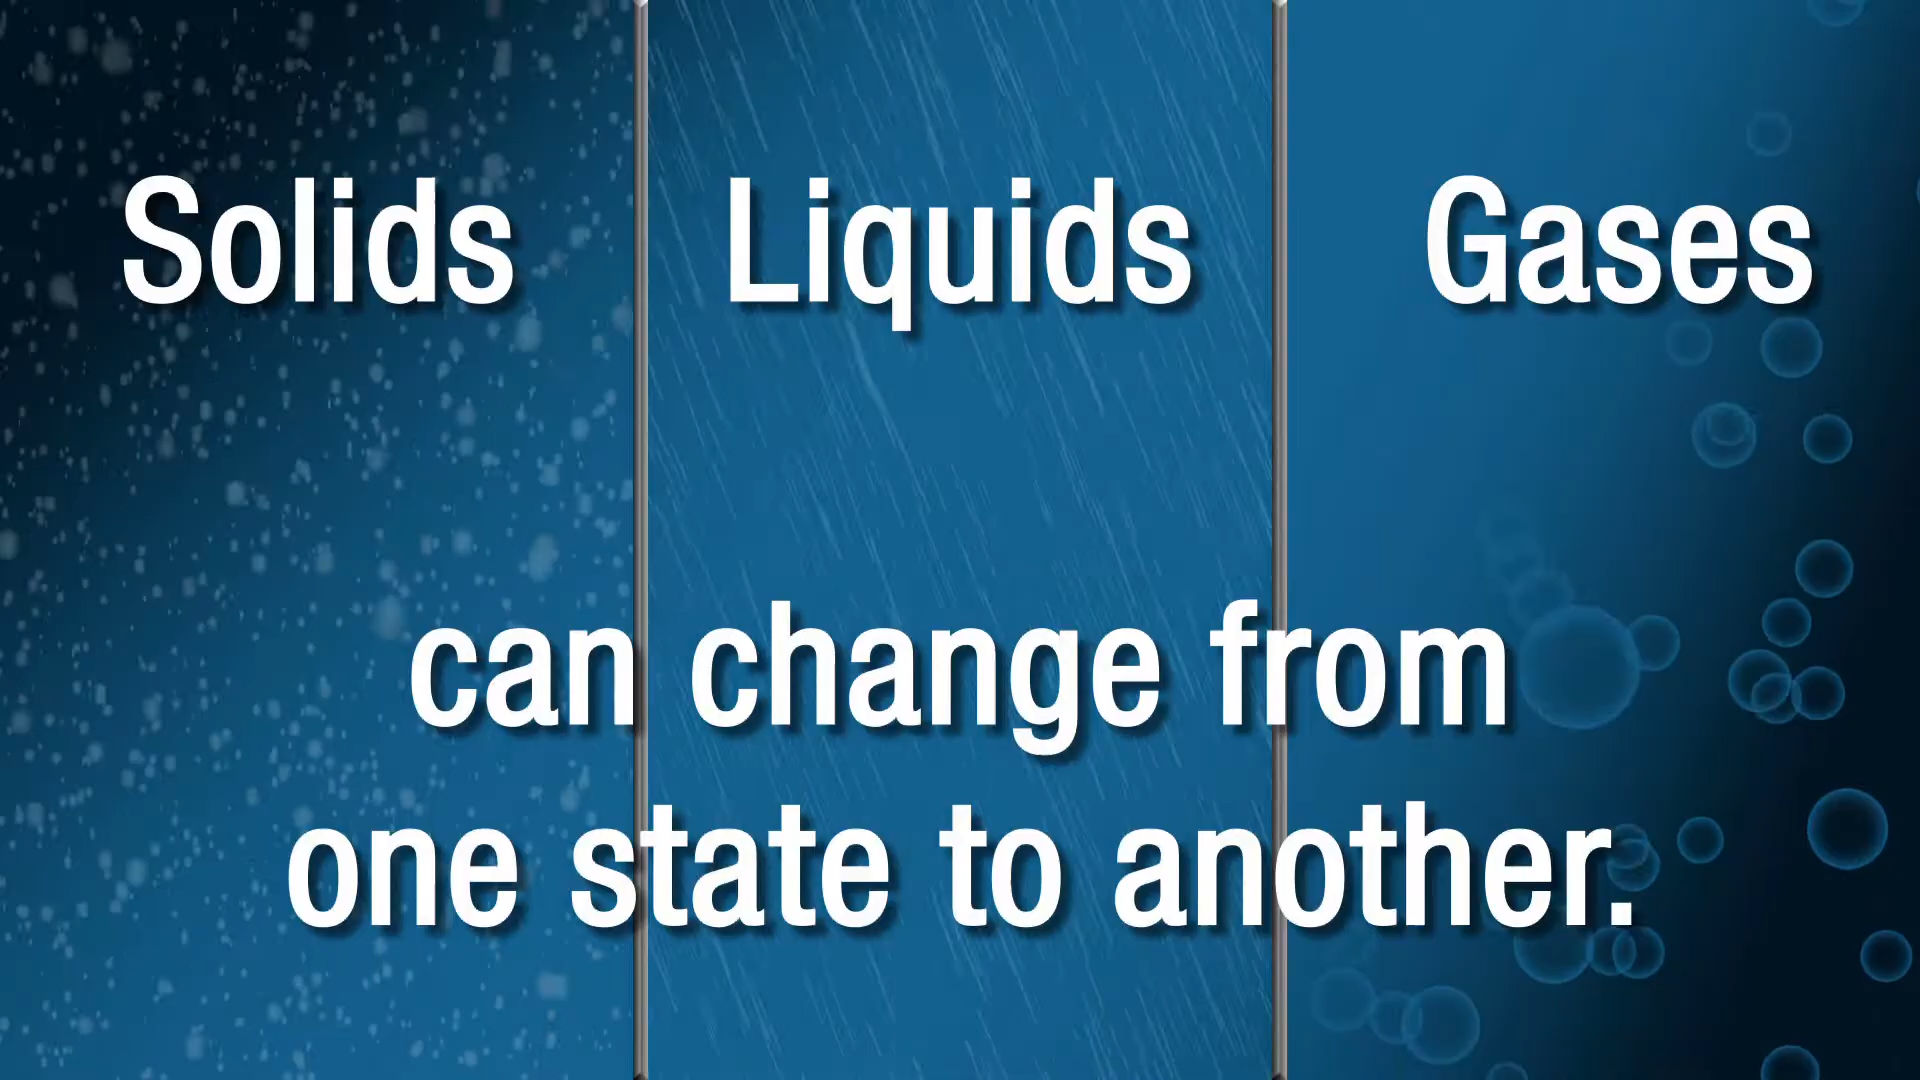 Solids Liquids Gases
can change from
one state to another.